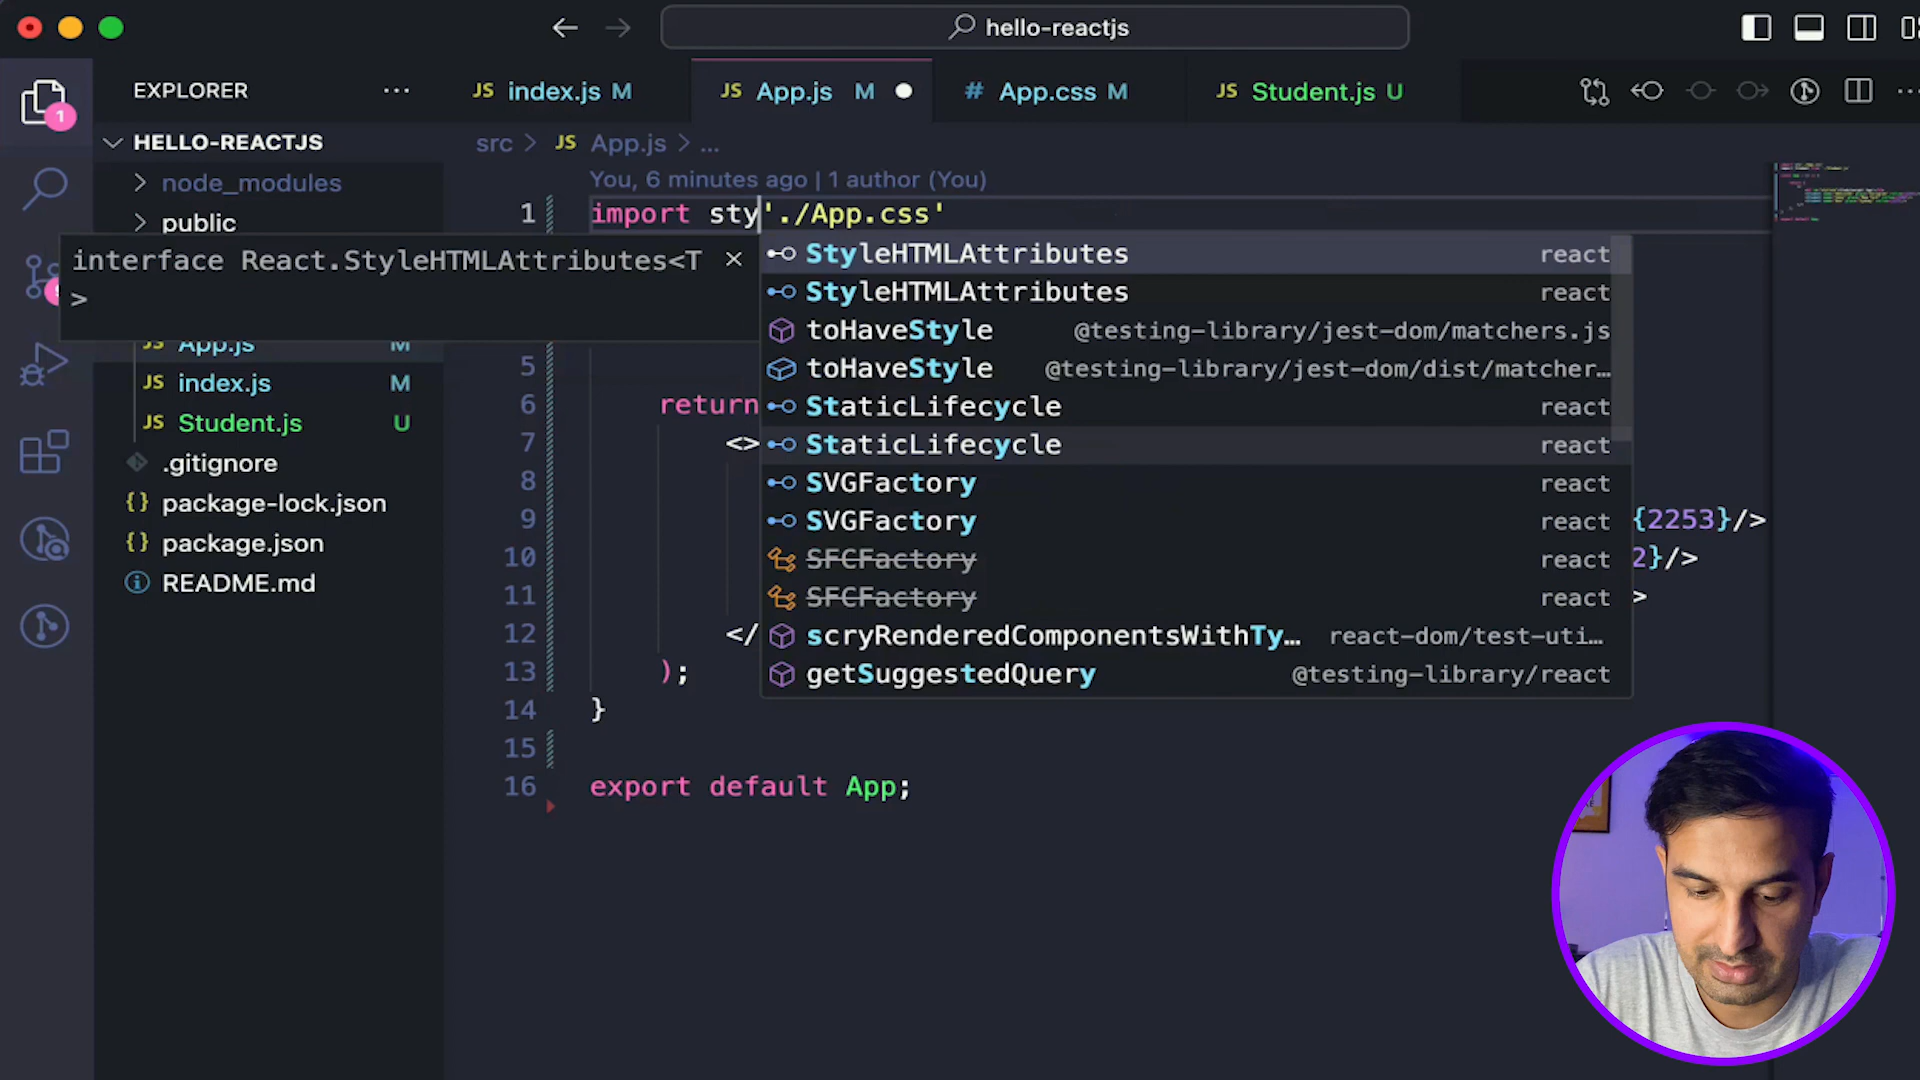 hello-reactjs
EXPLORER
JS index.js M
JS App.js M
# App.css M
JS Student.js U
1
HELLO-REACTJS
src > JS App.js > ...
node_modules
You, 6 minutes ago | 1 author (You)
public
1 import sty'./App.css'
interface React.StyleHTMLAttributes<T
>
StyleHTMLAttributes react
StyleHTMLAttributes react
toHaveStyle @testing-library/jest-dom/matchers.js
toHaveStyle @testing-library/jest-dom/dist/matcher…
StaticLifecycle react
StaticLifecycle react
SVGFactory react
SVGFactory react
SFCFactory react
SFCFactory react
scryRenderedComponentsWithTy… react-dom/test-uti…
getSuggestedQuery @testing-library/react
JS App.js M
JS index.js M
JS Student.js U
.gitignore
{} package-lock.json
{} package.json
README.md
5
6 return
7 <>
8
9 {2253}/>
10 2}/>
11 >
12 </
13 );
14 }
15
16 export default App;